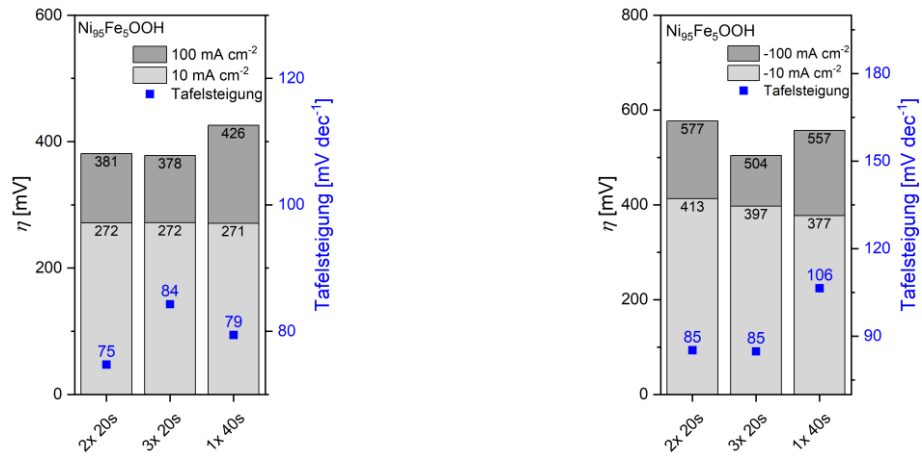 Ni₉₅Fe₅OOH
100 mA cm⁻²
10 mA cm⁻²
Tafelsteigung
600
400
200
0
η [mV]
381
378
426
272
272
271
75
84
79
120
100
80
Tafelsteigung [mV dec⁻¹]
2x 20s
3x 20s
1x 40s
Ni₉₅Fe₅OOH
-100 mA cm⁻²
-10 mA cm⁻²
Tafelsteigung
800
600
400
200
0
η [mV]
577
504
557
413
397
377
85
85
106
180
150
120
90
Tafelsteigung [mV dec⁻¹]
2x 20s
3x 20s
1x 40s